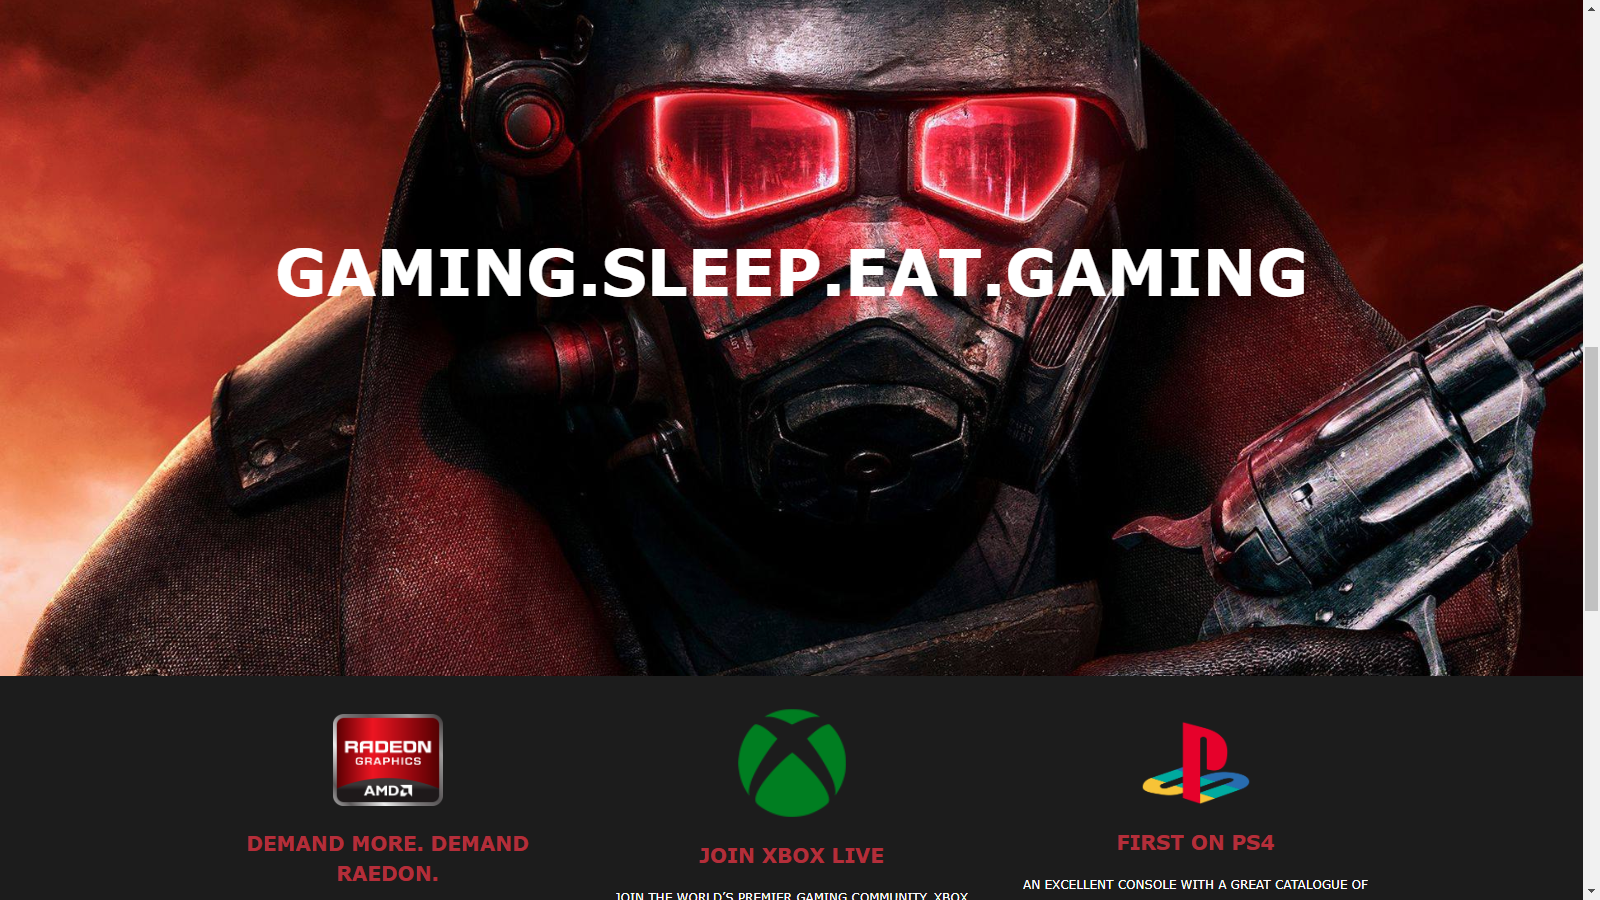 GAMING.SLEEP.EAT.GAMING
RADEON
GRAPHICS
AMD
DEMAND MORE. DEMAND
RAEDON.
JOIN XBOX LIVE
JOIN THE WORLD'S PREMIER GAMING COMMUNITY. XBOX
FIRST ON PS4
AN EXCELLENT CONSOLE WITH A GREAT CATALOGUE OF